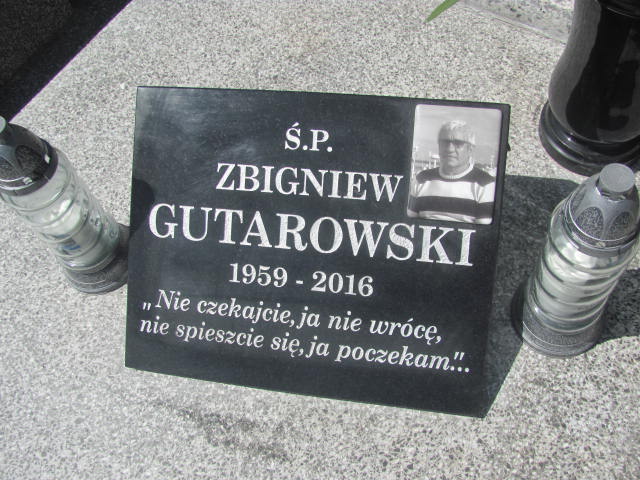 Ś.P.
ZBIGNIEW
GUTAROWSKI
1959 - 2016
„Nie czekajcie, ja nie wrócę,
nie spieszcie się, ja poczekam."...